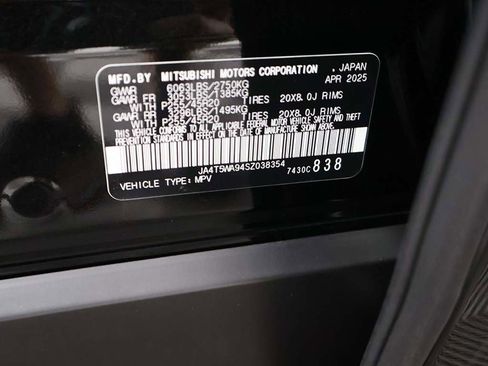 MFD.BY MITSUBISHI MOTORS CORPORATION , JAPAN
GVWR 6063LBS/2750KG APR 2025
GAWR FR 3053LBS/1385KG
WITH P255/45R20 TIRES 20X8.0J RIMS
GAWR RR 3296LBS/1495KG
WITH P255/45R20 TIRES 20X8.0J RIMS
THIS VEHICLE CONFORMS TO ALL APPLICABLE FEDERAL MOTOR VEHICLE SAFETY, BUMPER AND THEFT
PREVENTION STANDARDS IN EFFECT ON THE DATE OF MANUFACTURE SHOWN ABOVE.
JA4T5WA94SZ038354
VEHICLE TYPE:MPV 7430C 838